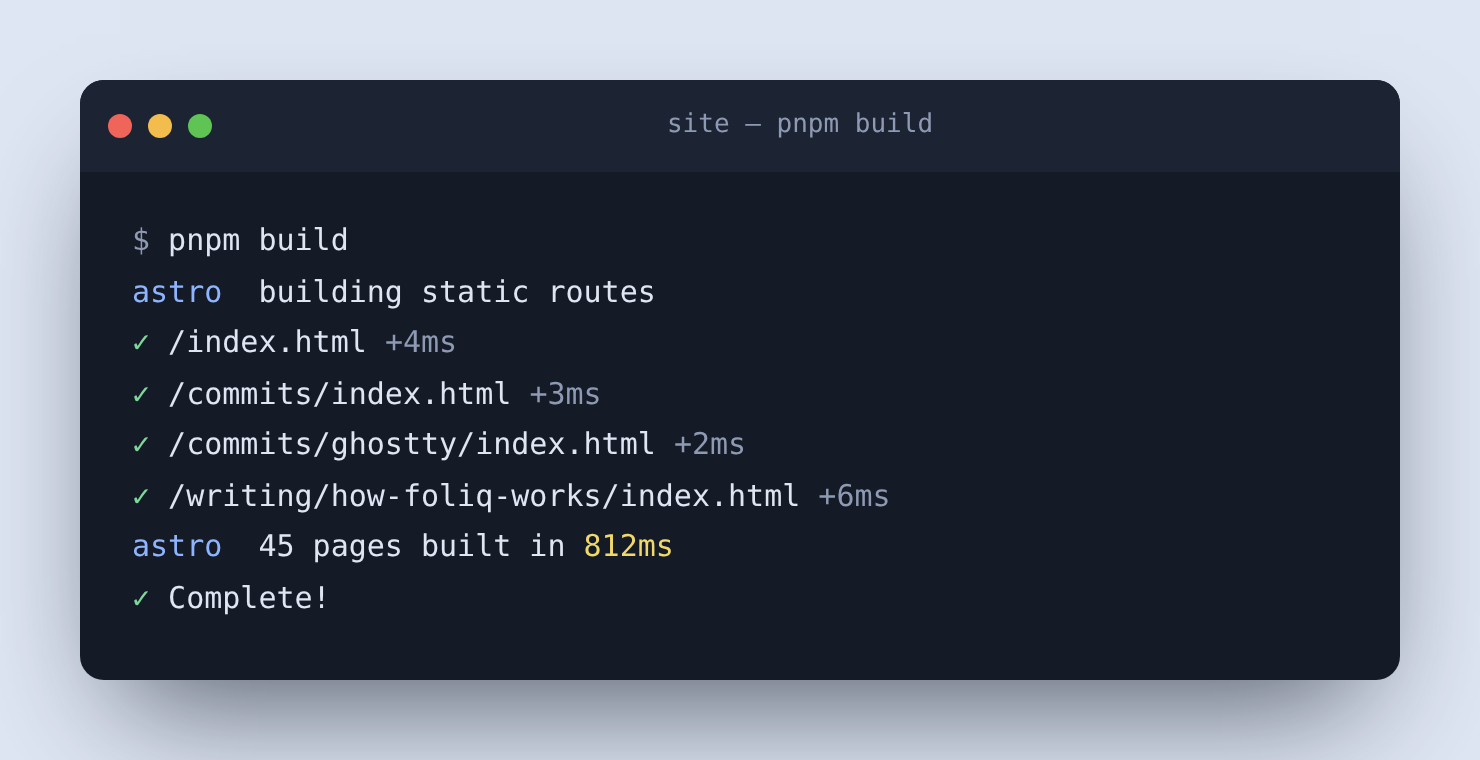 site — pnpm build
$ pnpm build
astro  building static routes
✓ /index.html +4ms
✓ /commits/index.html +3ms
✓ /commits/ghostty/index.html +2ms
✓ /writing/how-foliq-works/index.html +6ms
astro  45 pages built in 812ms
✓ Complete!